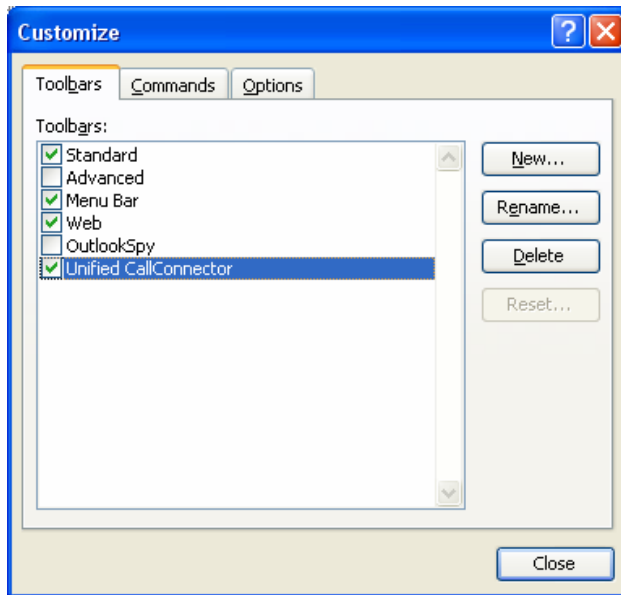 Customize
Toolbars Commands Options
Toolbars:
Standard
Advanced
Menu Bar
Web
OutlookSpy
Unified CallConnector
New...
Rename...
Delete
Reset...
Close